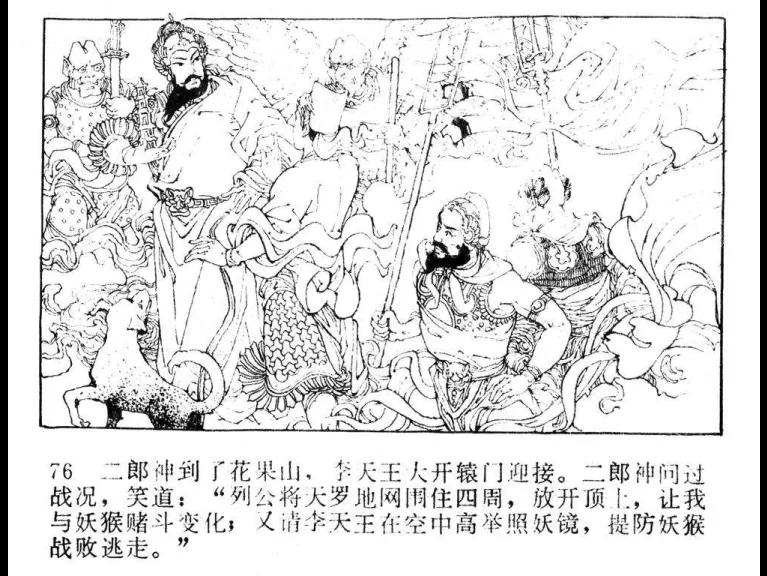 76 二郎神到了花果山，李天王大开辕门迎接。二郎神问过
战况，笑道：“列公将天罗地网围住四周，放开顶上，让我
与妖猴赌斗变化；又请李天王在空中高举照妖镜，提防妖猴
战败逃走。”